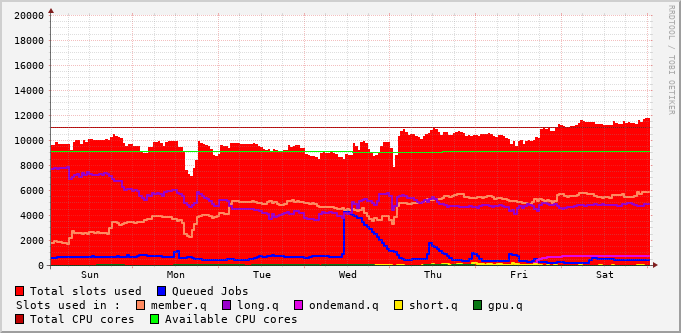 20000
18000
16000
14000
12000
10000
8000
6000
4000
2000
0
Sun Mon Tue Wed Thu Fri Sat
Total slots used Queued Jobs
Slots used in : member.q long.q ondemand.q short.q gpu.q
Total CPU cores Available CPU cores
RRDTOOL / TOBI OETIKER